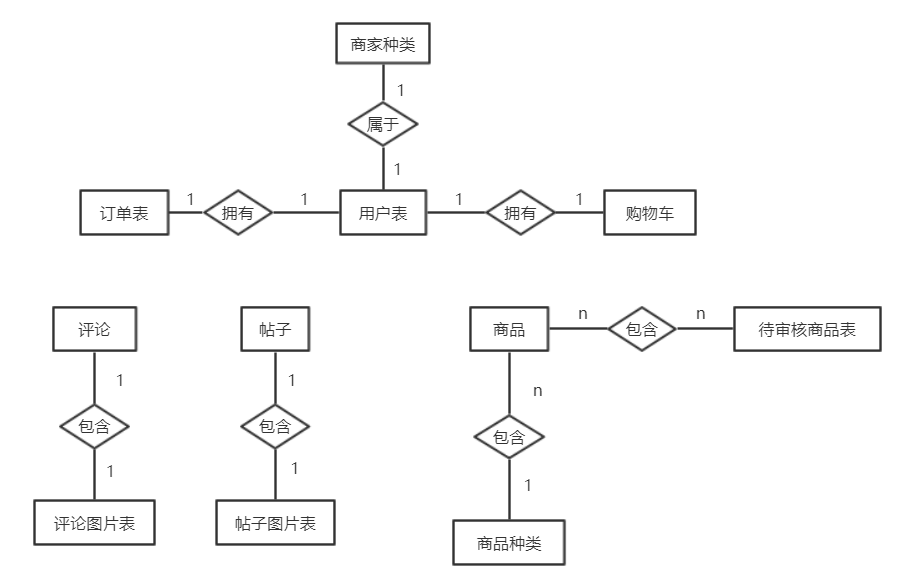 商家种类
1
属于
1
订单表
1
拥有
1
用户表
1
拥有
1
购物车
评论
帖子
商品
n
包含
n
待审核商品表
1
1
n
包含
包含
包含
1
1
1
评论图片表
帖子图片表
商品种类